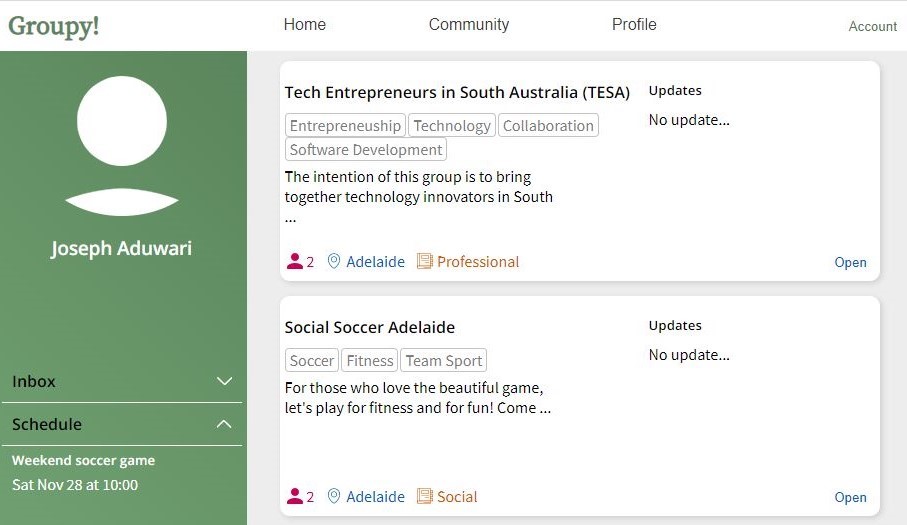 Groupy!
Home
Community
Profile
Account
Joseph Aduwari
Inbox
Schedule
Weekend soccer game
Sat Nov 28 at 10:00
Tech Entrepreneurs in South Australia (TESA)
Entrepreneurship Technology Collaboration
Software Development
The intention of this group is to bring
together technology innovators in South
...
2 Adelaide Professional
Updates
No update...
Open
Social Soccer Adelaide
Soccer Fitness Team Sport
For those who love the beautiful game,
let's play for fitness and for fun! Come ...
2 Adelaide Social
Updates
No update...
Open